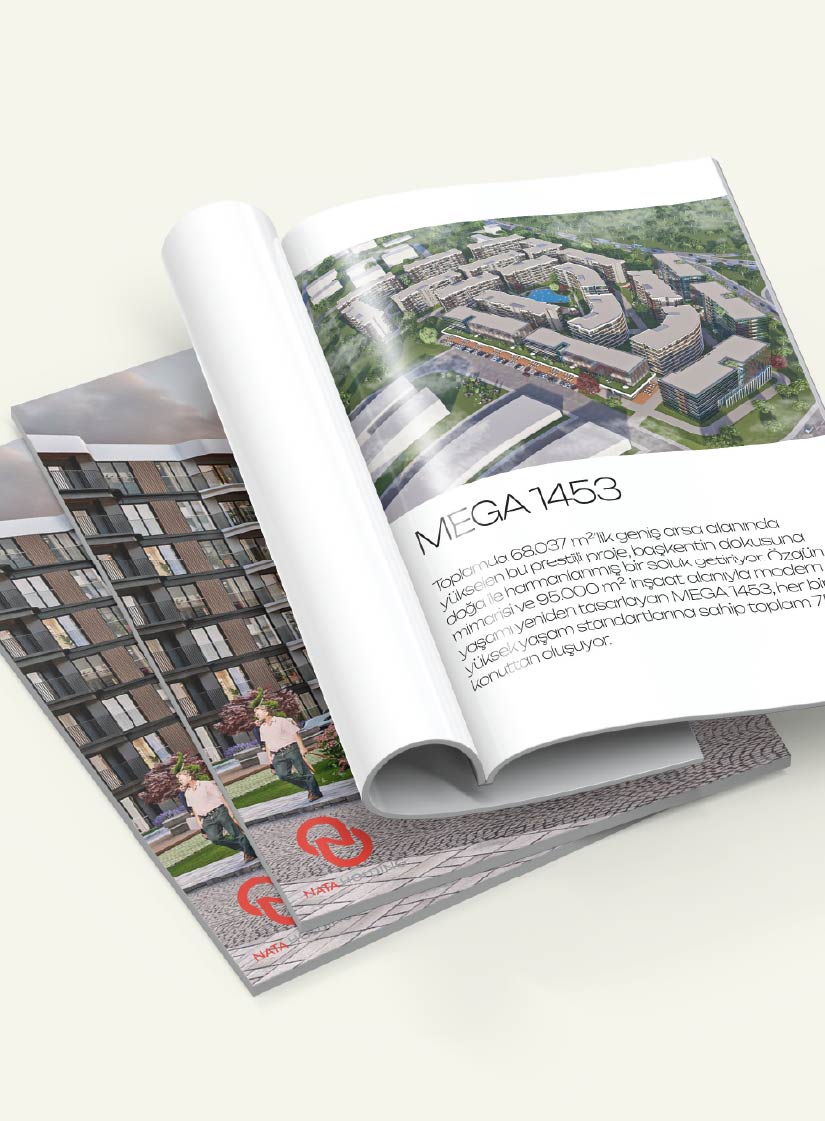 MEGA 1453
Toplamda 68.037 m²'lik geniş arsa alanında
yükselen bu prestijli proje, başkentin dokusuna
doğa ile harmanlanmış bir soluk getiriyor. Özgün
mimarisi ve 95.000 m² inşaat alanıyla modern
yaşamı yeniden tasarlayan MEGA 1453, her bir
yüksek yaşam standartlarına sahip toplam
konuttan oluşuyor.
NATA HOLDING
NATA